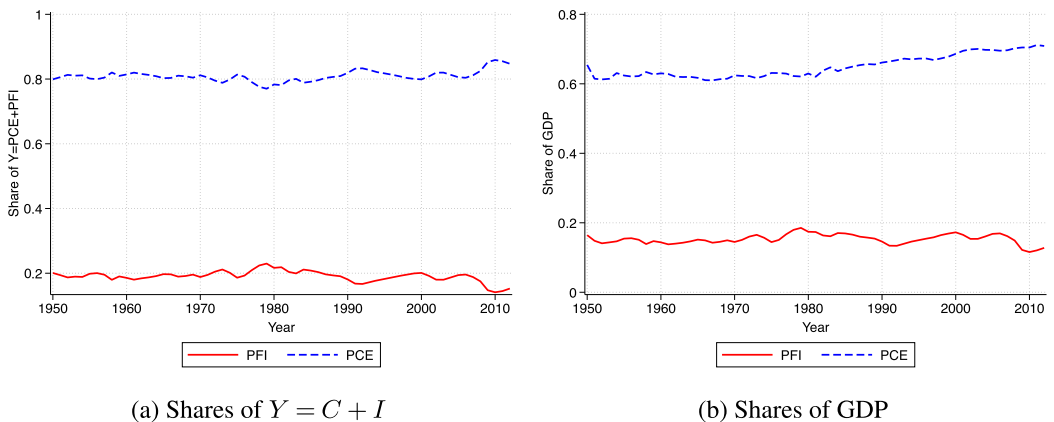 1
0.8
0.6
0.4
0.2
Share of Y=PCE+PFI
1950 1960 1970 1980 1990 2000 2010
Year
PFI PCE
(a) Shares of Y = C + I
0.8
0.6
0.4
0.2
0
Share of GDP
1950 1960 1970 1980 1990 2000 2010
Year
PFI PCE
(b) Shares of GDP